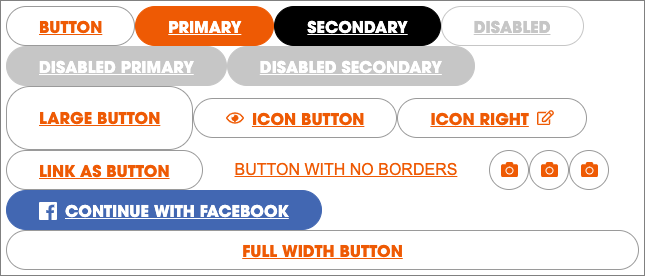 BUTTON PRIMARY SECONDARY DISABLED
DISABLED PRIMARY DISABLED SECONDARY
LARGE BUTTON ICON BUTTON ICON RIGHT
LINK AS BUTTON BUTTON WITH NO BORDERS
CONTINUE WITH FACEBOOK
FULL WIDTH BUTTON